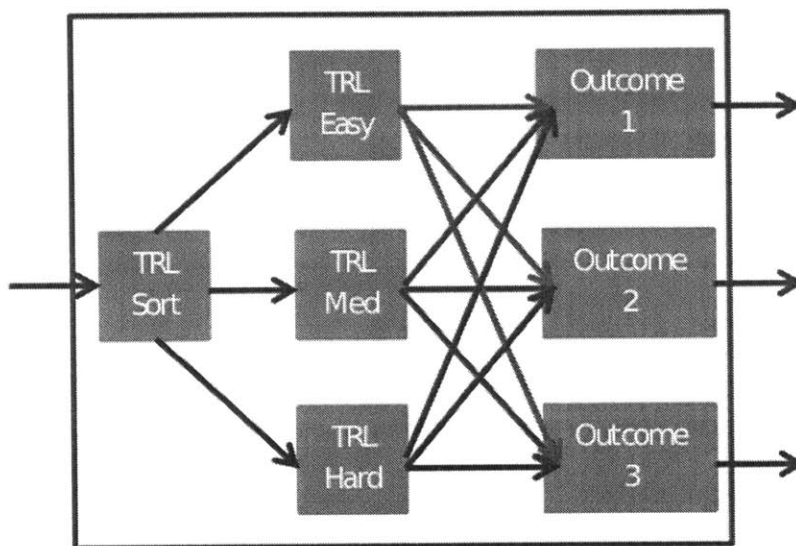 TRL
Easy
Outcome
1
TRL
Sort
TRL
Med
Outcome
2
TRL
Hard
Outcome
3